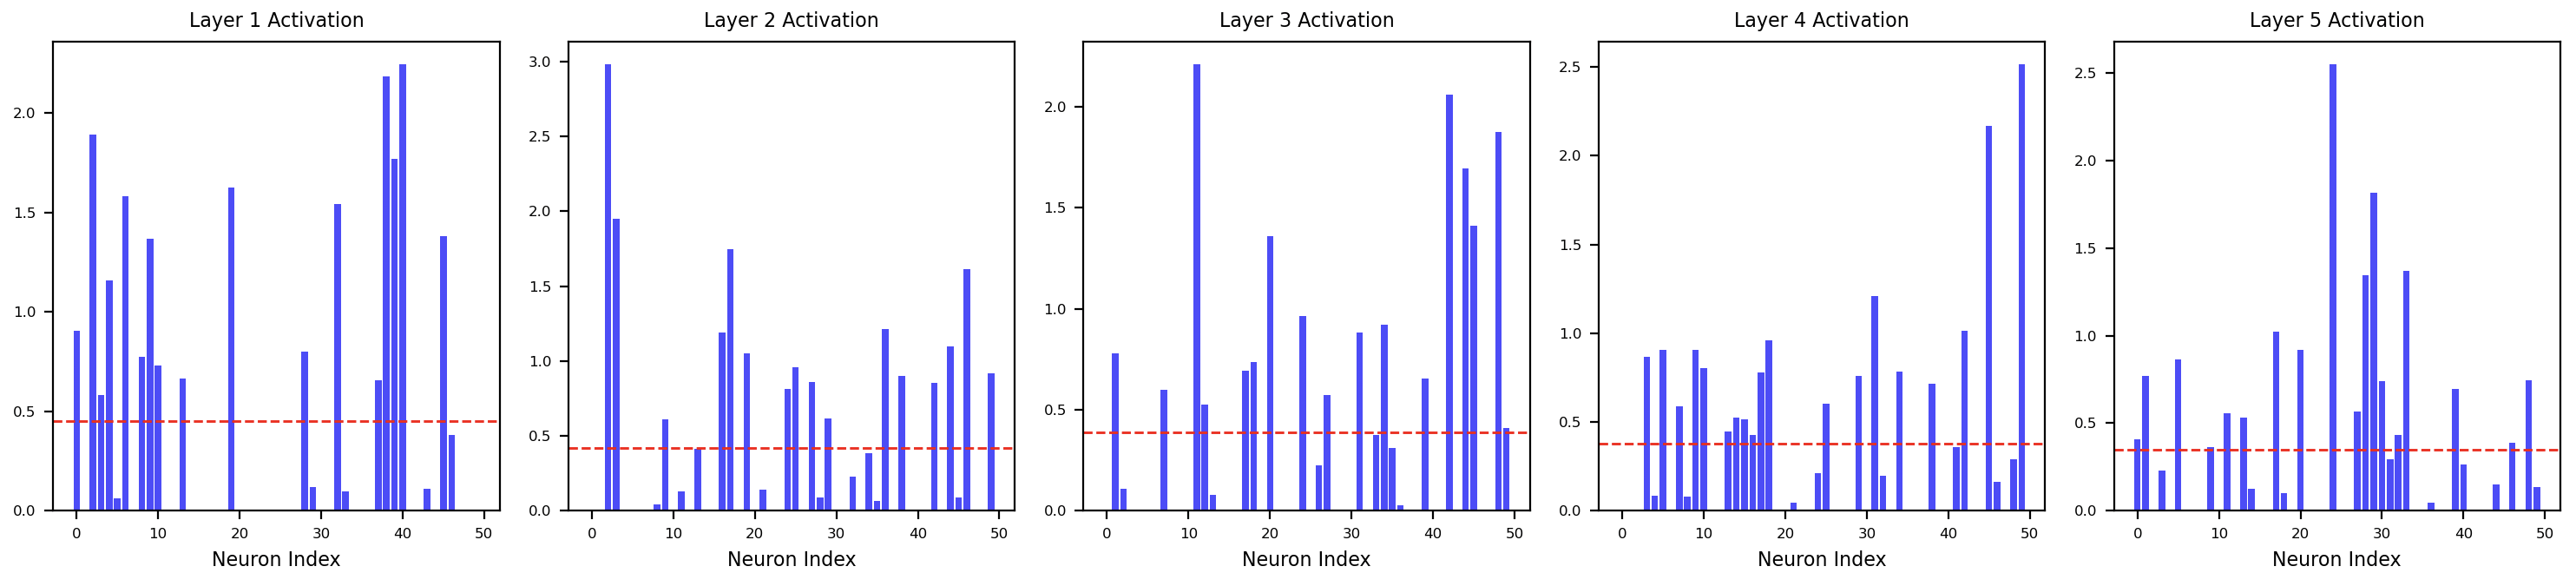 Layer 1 Activation
2.0
1.5
1.0
0.5
0.0
0 10 20 30 40 50
Neuron Index
Layer 2 Activation
3.0
2.5
2.0
1.5
1.0
0.5
0.0
0 10 20 30 40 50
Neuron Index
Layer 3 Activation
2.0
1.5
1.0
0.5
0.0
0 10 20 30 40 50
Neuron Index
Layer 4 Activation
2.5
2.0
1.5
1.0
0.5
0.0
0 10 20 30 40 50
Neuron Index
Layer 5 Activation
2.5
2.0
1.5
1.0
0.5
0.0
0 10 20 30 40 50
Neuron Index